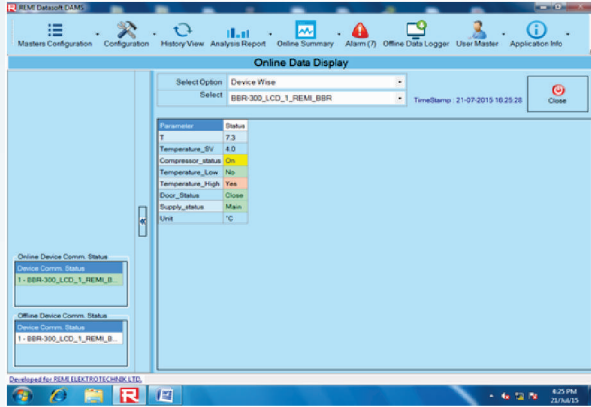 REMI Datasoft DAMS
Masters Configuration Configuration History View Analysis Report Online Summary Alarm (7) Offline Data Logger User Master Application Info
Online Data Display
Select Option Device Wise
Select BBR-300_LCD_1_REMI_BBR
TimeStamp : 21-07-2015 16:25:26
Close
Parameter Status
T 7.3
Temperature_SV 4.0
Compressor_status On
Temperature_Low No
Temperature_High Yes
Door_Status Close
Supply_status Main
Unit °C
Online Device Comm. Status
Device Comm. Status
1 - BBR-300_LCD_1_REMI_B...
Offline Device Comm. Status
Device Comm. Status
1 - BBR-300_LCD_1_REMI_B...
Developed for REMI ELEKTROTECHNIK LTD.
4:25 PM
21/Jul/15